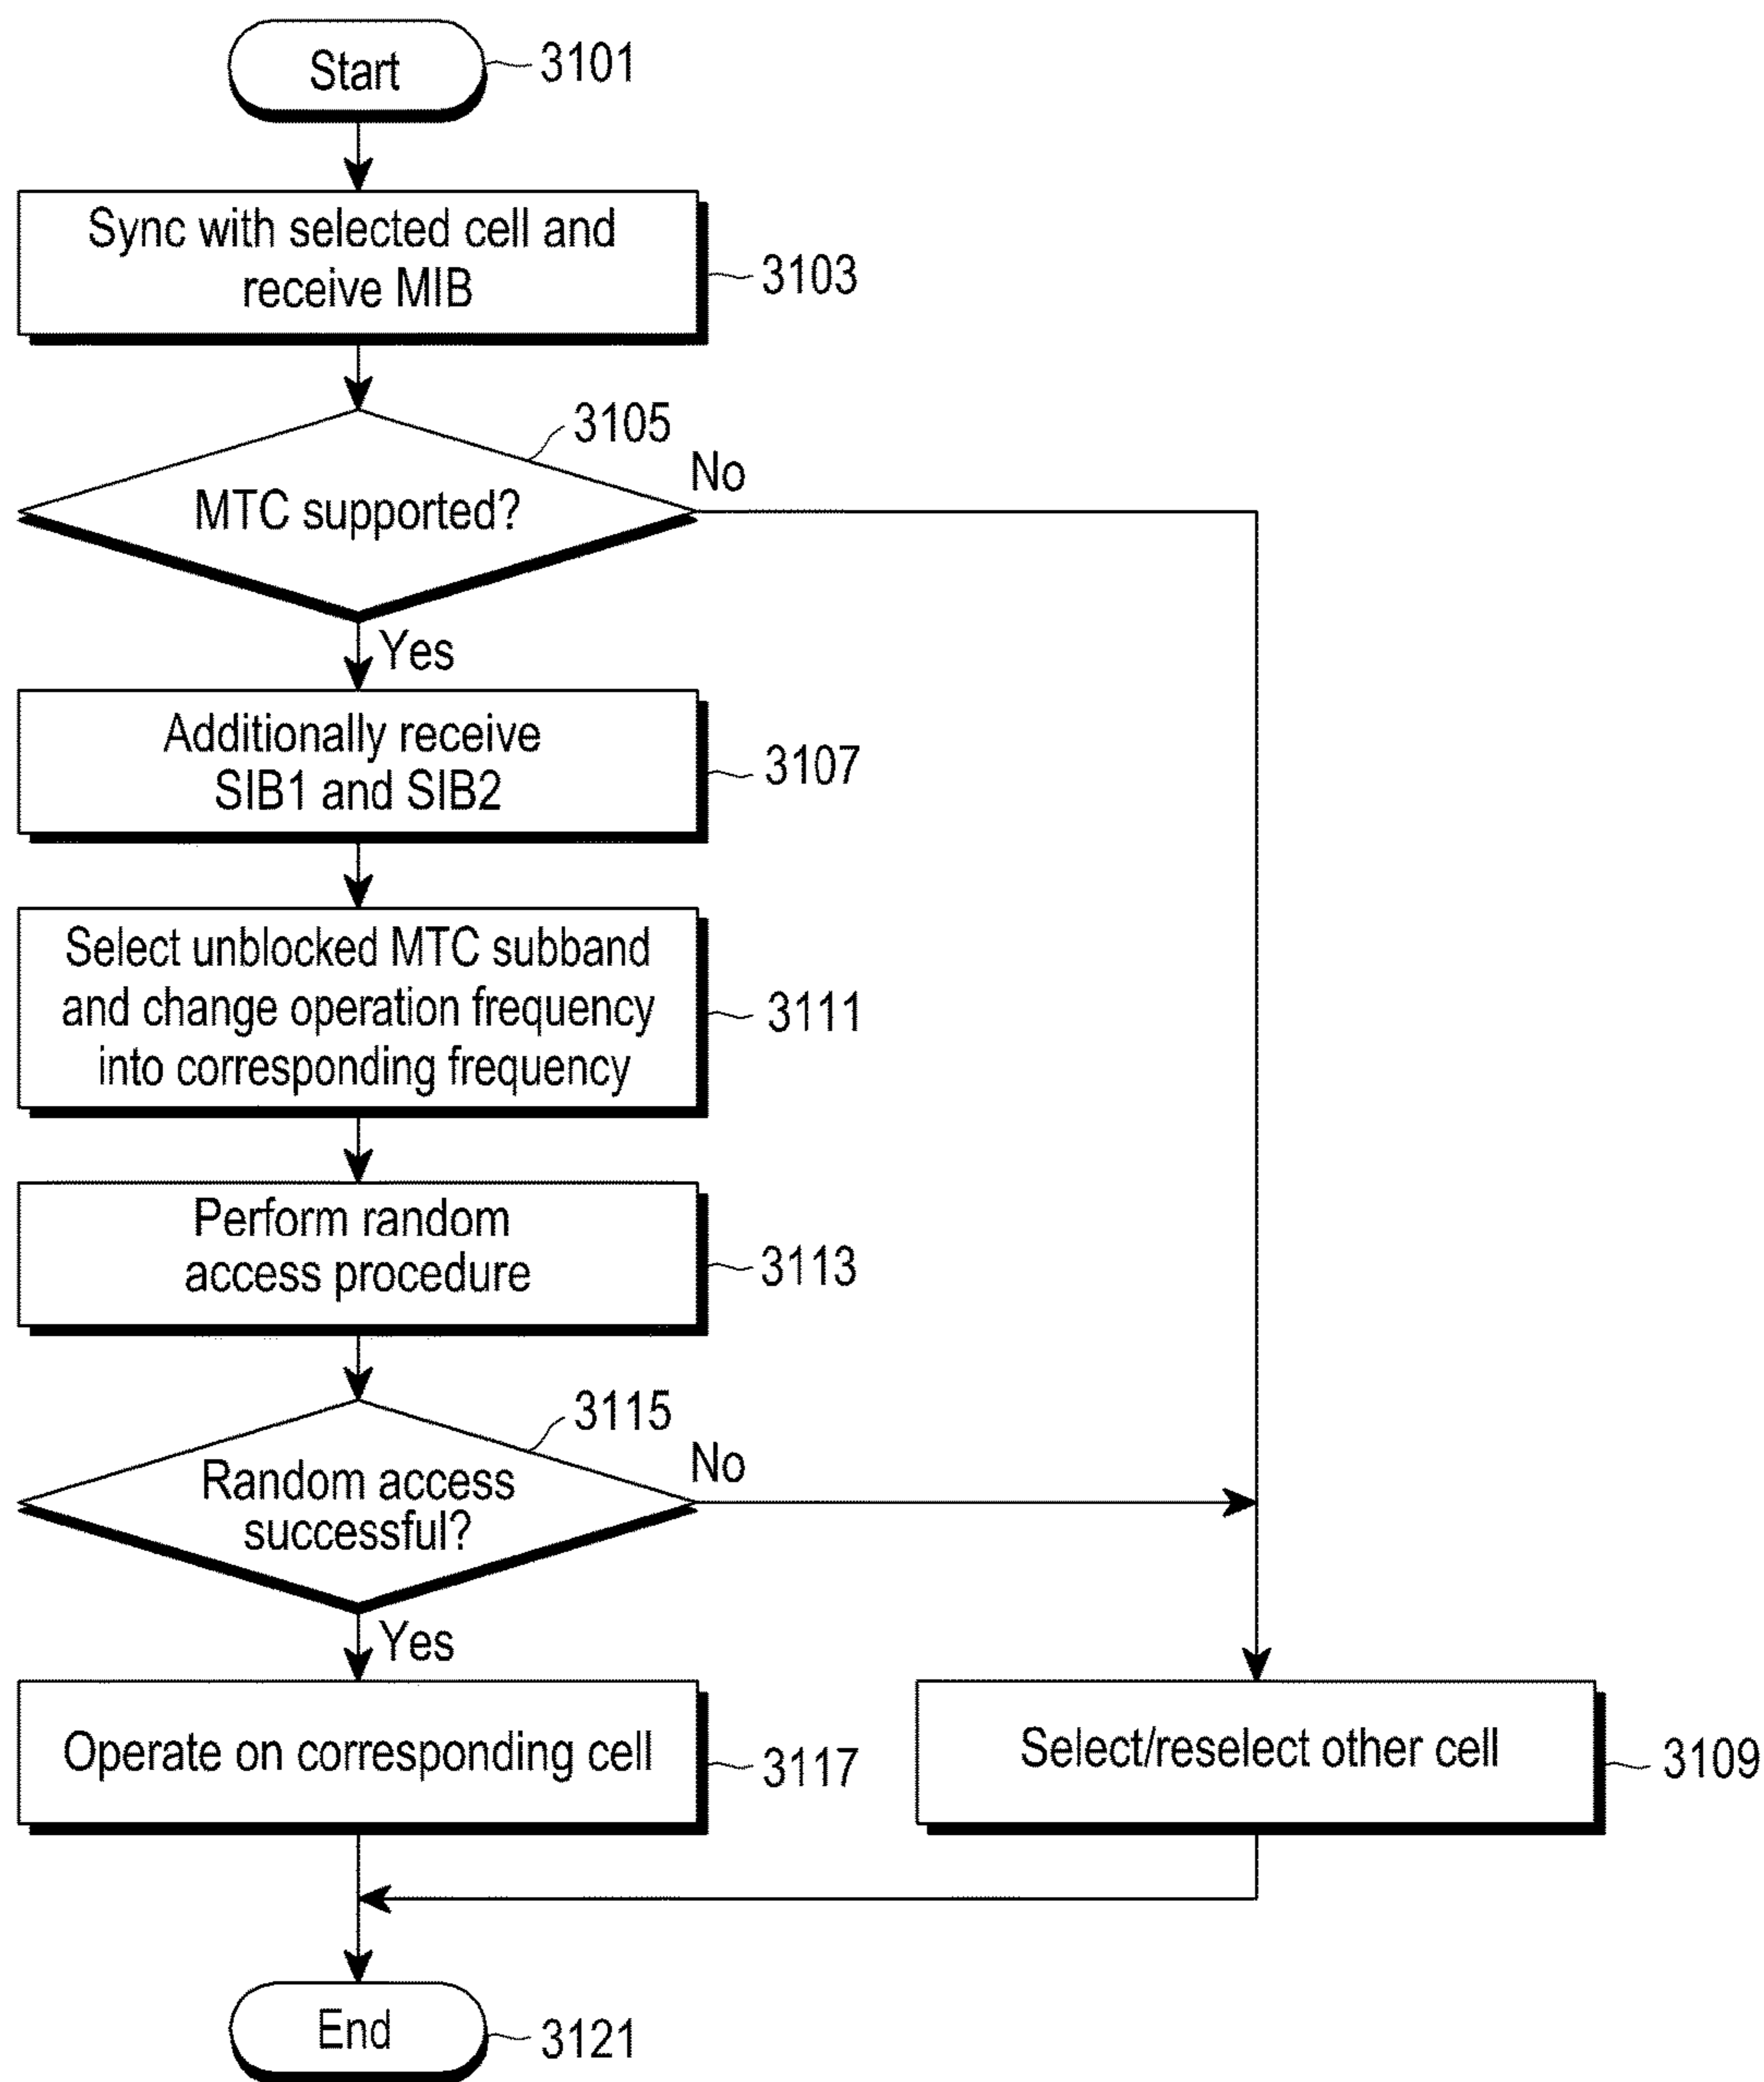 Start
3101
Sync with selected cell and
receive MIB
3103
3105
MTC supported?
No
Yes
Additionally receive
SIB1 and SIB2
3107
Select unblocked MTC subband
and change operation frequency
into corresponding frequency
3111
Perform random
access procedure
3113
3115
Random access
successful?
No
Yes
Operate on corresponding cell
3117
Select/reselect other cell
3109
End
3121